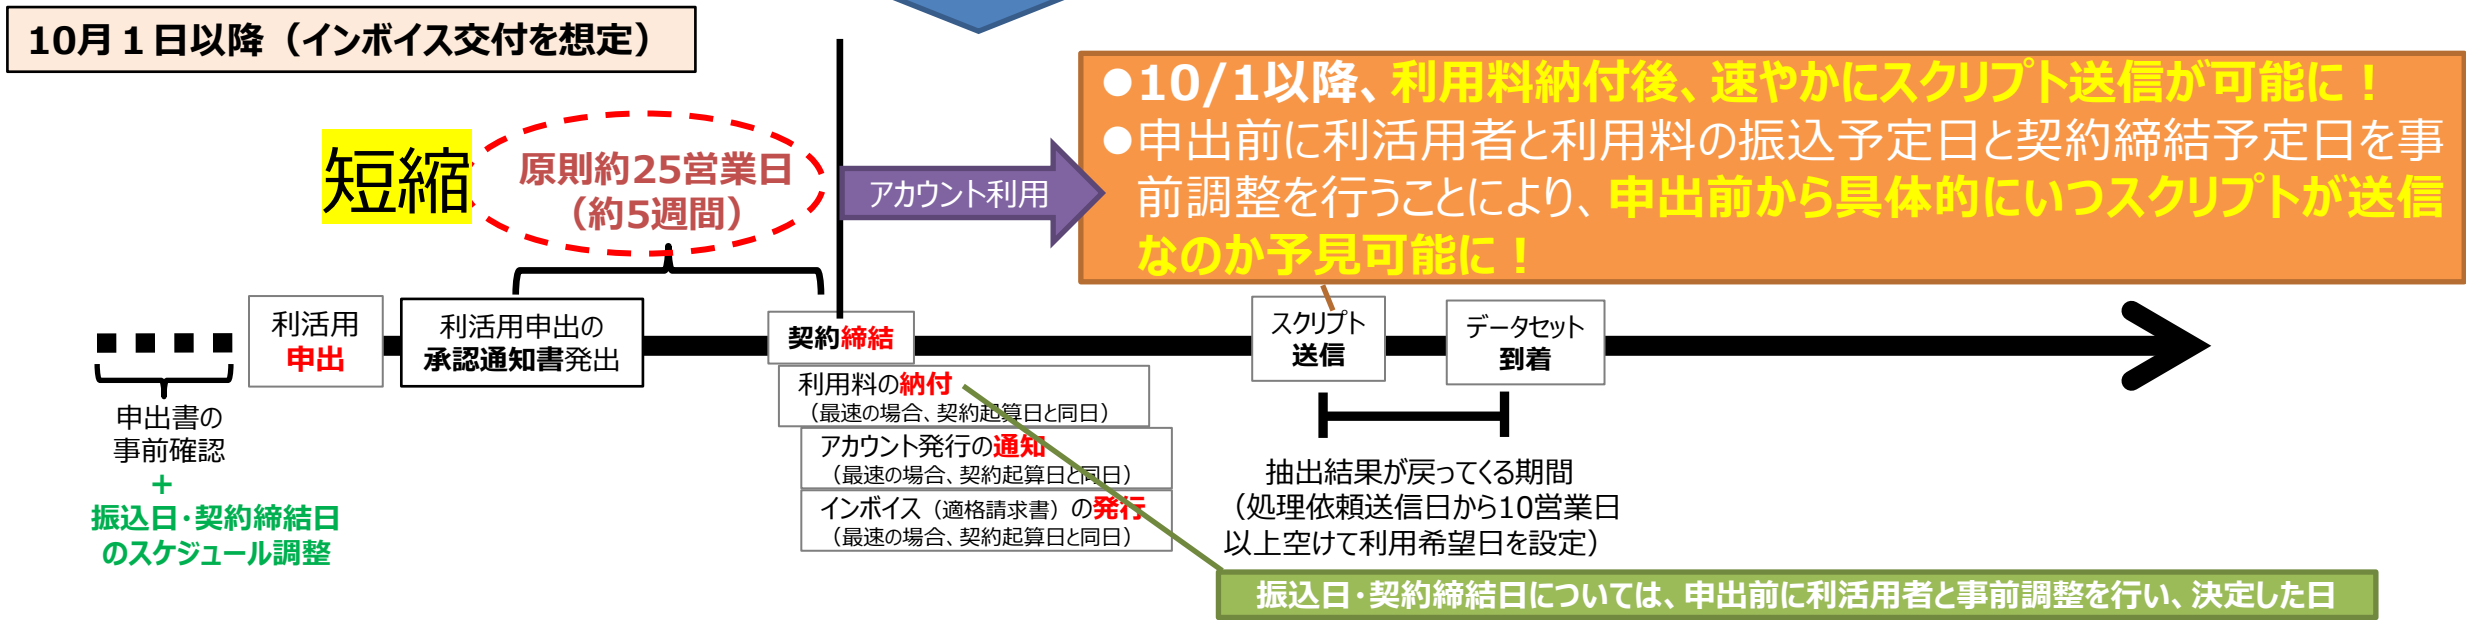 10月１日以降（インボイス交付を想定）
●10/1以降、利用料納付後、速やかにスクリプト送信が可能に！
●申出前に利活用者と利用料の振込予定日と契約締結予定日を事
前調整を行うことにより、申出前から具体的にいつスクリプトが送信
なのか予見可能に！
短縮
原則約25営業日
（約5週間）
アカウント利用
利活用
申出
利活用申出の
承認通知書発出
契約締結
スクリプト
送信
データセット
到着
申出書の
事前確認
+
振込日・契約締結日
のスケジュール調整
利用料の納付
（最速の場合、契約起算日と同日）
アカウント発行の通知
（最速の場合、契約起算日と同日）
インボイス（適格請求書）の発行
（最速の場合、契約起算日と同日）
抽出結果が戻ってくる期間
（処理依頼送信日から10営業日
以上空けて利用希望日を設定）
振込日・契約締結日については、申出前に利活用者と事前調整を行い、決定した日